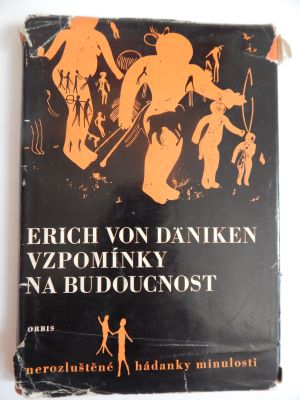 ERICH VON DÄNIKEN
VZPOMÍNKY
NA BUDOUCNOST
ORBIS
nerozluštěné hádanky minulosti